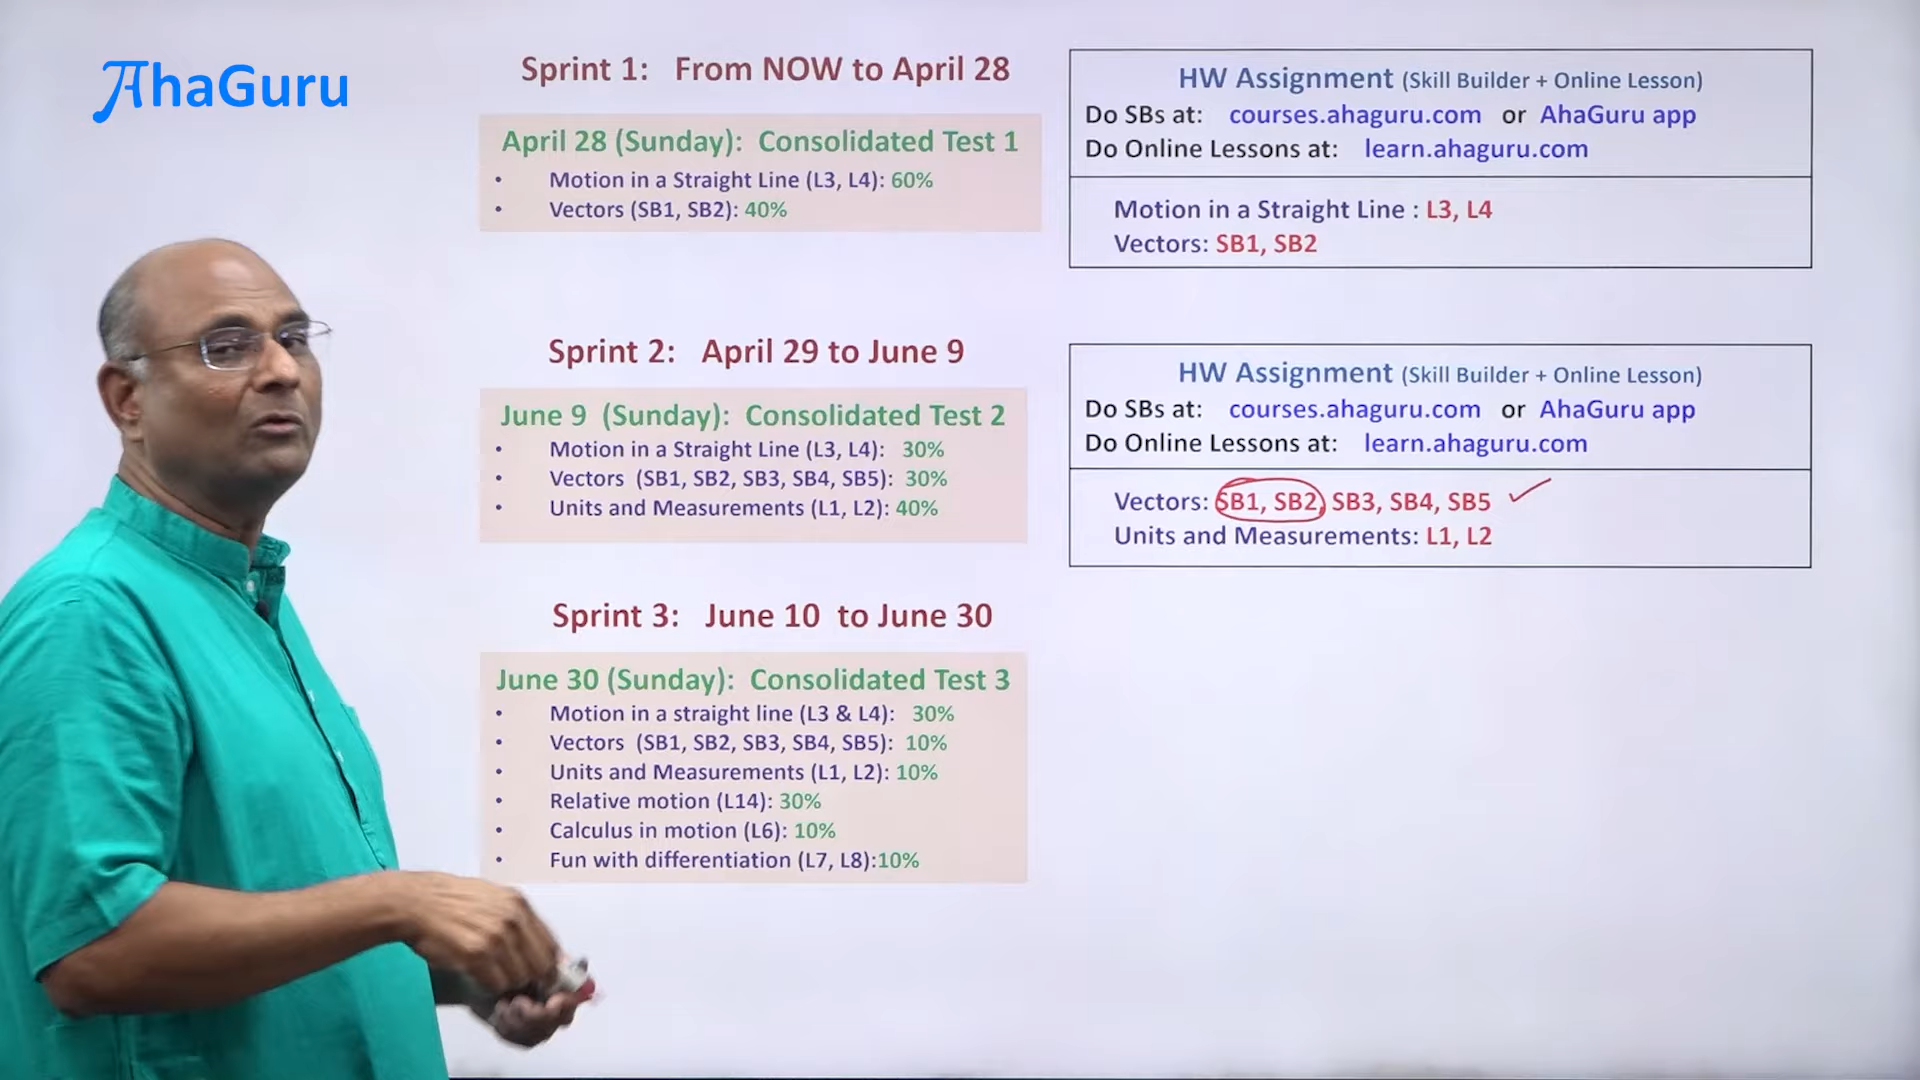 AhaGuru
Sprint 1: From NOW to April 28
April 28 (Sunday): Consolidated Test 1
• Motion in a Straight Line (L3, L4): 60%
• Vectors (SB1, SB2): 40%
HW Assignment (Skill Builder + Online Lesson)
Do SBs at: courses.ahaguru.com or AhaGuru app
Do Online Lessons at: learn.ahaguru.com
Motion in a Straight Line : L3, L4
Vectors: SB1, SB2
Sprint 2: April 29 to June 9
June 9 (Sunday): Consolidated Test 2
• Motion in a Straight Line (L3, L4): 30%
• Vectors (SB1, SB2, SB3, SB4, SB5): 30%
• Units and Measurements (L1, L2): 40%
HW Assignment (Skill Builder + Online Lesson)
Do SBs at: courses.ahaguru.com or AhaGuru app
Do Online Lessons at: learn.ahaguru.com
Vectors: SB1, SB2, SB3, SB4, SB5
Units and Measurements: L1, L2
Sprint 3: June 10 to June 30
June 30 (Sunday): Consolidated Test 3
• Motion in a straight line (L3 & L4): 30%
• Vectors (SB1, SB2, SB3, SB4, SB5): 10%
• Units and Measurements (L1, L2): 10%
• Relative motion (L14): 30%
• Calculus in motion (L6): 10%
• Fun with differentiation (L7, L8):10%